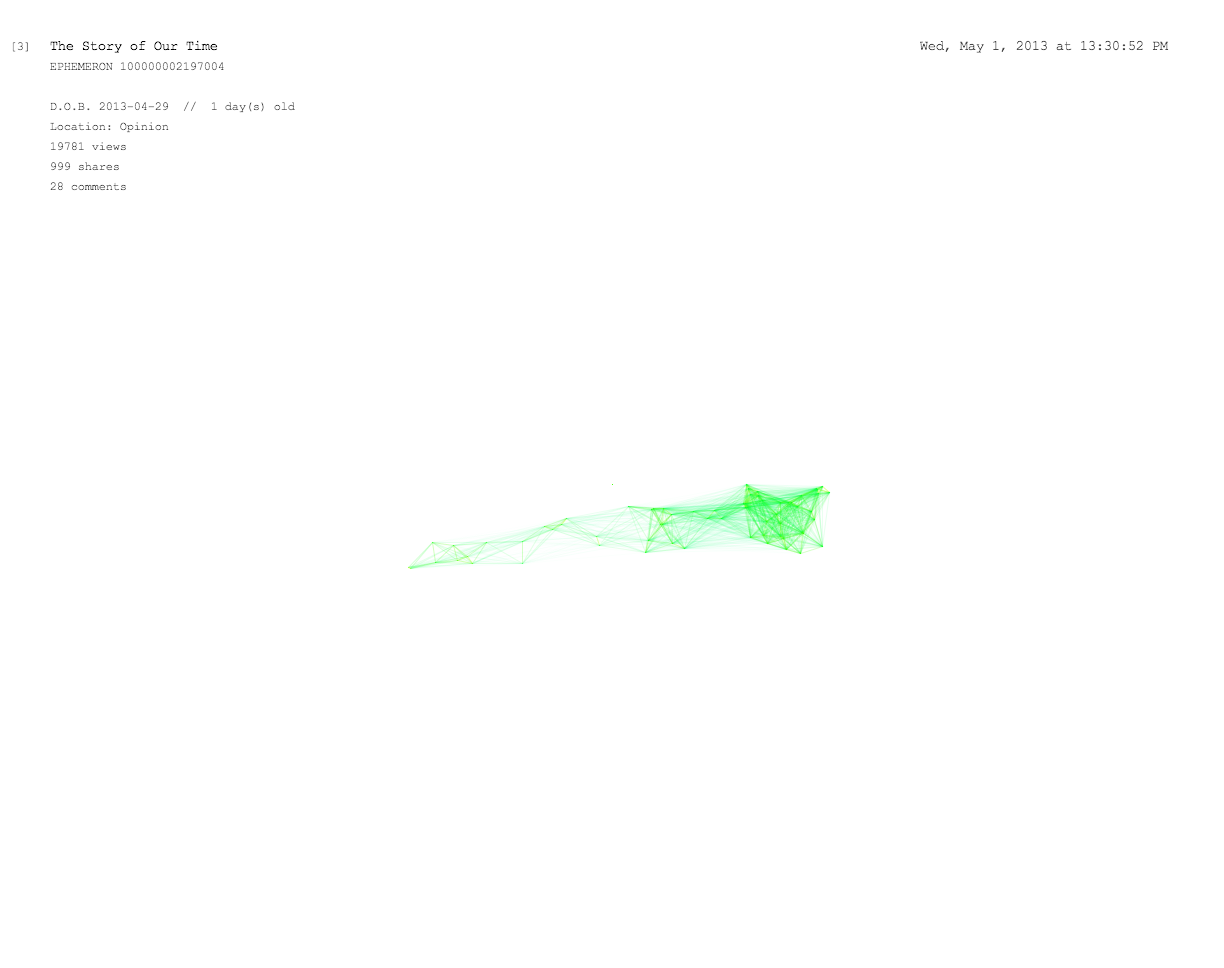 [3] The Story of Our Time
Wed, May 1, 2013 at 13:30:52 PM
EPHEMERON 100000002197004
D.O.B. 2013-04-29 // 1 day(s) old
Location: Opinion
19781 views
999 shares
28 comments